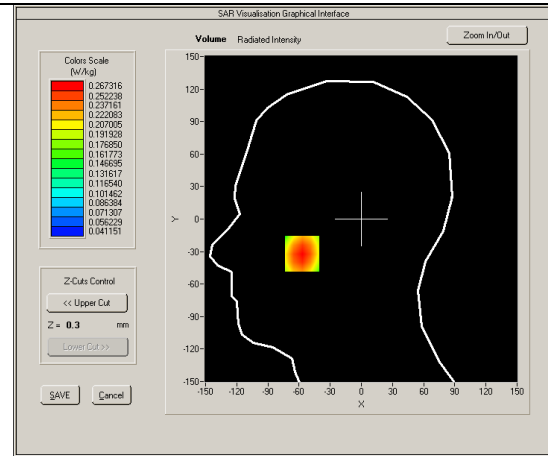 SAR Visualisation Graphical Interface
Volume Radiated Intensity
Zoom In/Out
Colors Scale
(W/kg)
0.267316
0.252238
0.237161
0.222083
0.207005
0.191928
0.176850
0.161773
0.146695
0.131617
0.116540
0.101462
0.086384
0.071307
0.056229
0.041151
Z-Cuts Control
<< Upper Cut
Z = 0.3 mm
Lower Cut >>
SAVE Cancel
150
120
90
60
30
0
-30
-60
-90
-120
-150
Y
-150 -120 -90 -60 -30 0 30 60 90 120 150
X